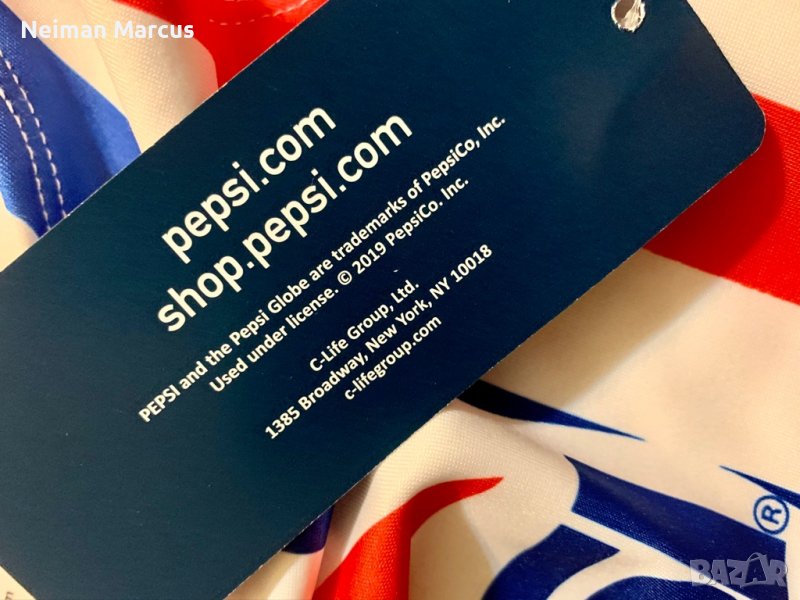 Neiman Marcus
pepsi.com
shop.pepsi.com
PEPSI and the Pepsi Globe are trademarks of PepsiCo, Inc.
Used under license. © 2019 PepsiCo. Inc.
C-Life Group, Ltd.
1385 Broadway, New York, NY 10018
c-lifegroup.com
®
BAZAR